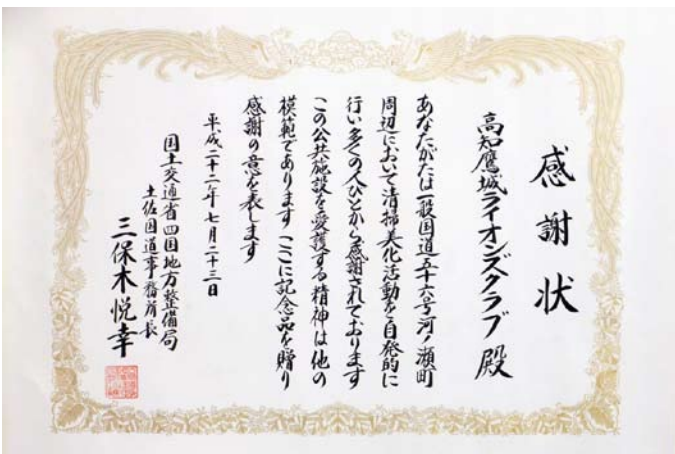 感謝状
高知鷹城ライオンズクラブ殿
あなたがたは一般国道五十六号河ノ瀬町
周辺において清掃美化活動を自発的に
行い多くの人びとから感謝されております
この公共施設を愛護する精神は他の
模範であります ここに記念品を贈り
感謝の意を表します
平成二十二年七月二十三日
国土交通省四国地方整備局
土佐国道事務所長
三保木悦幸